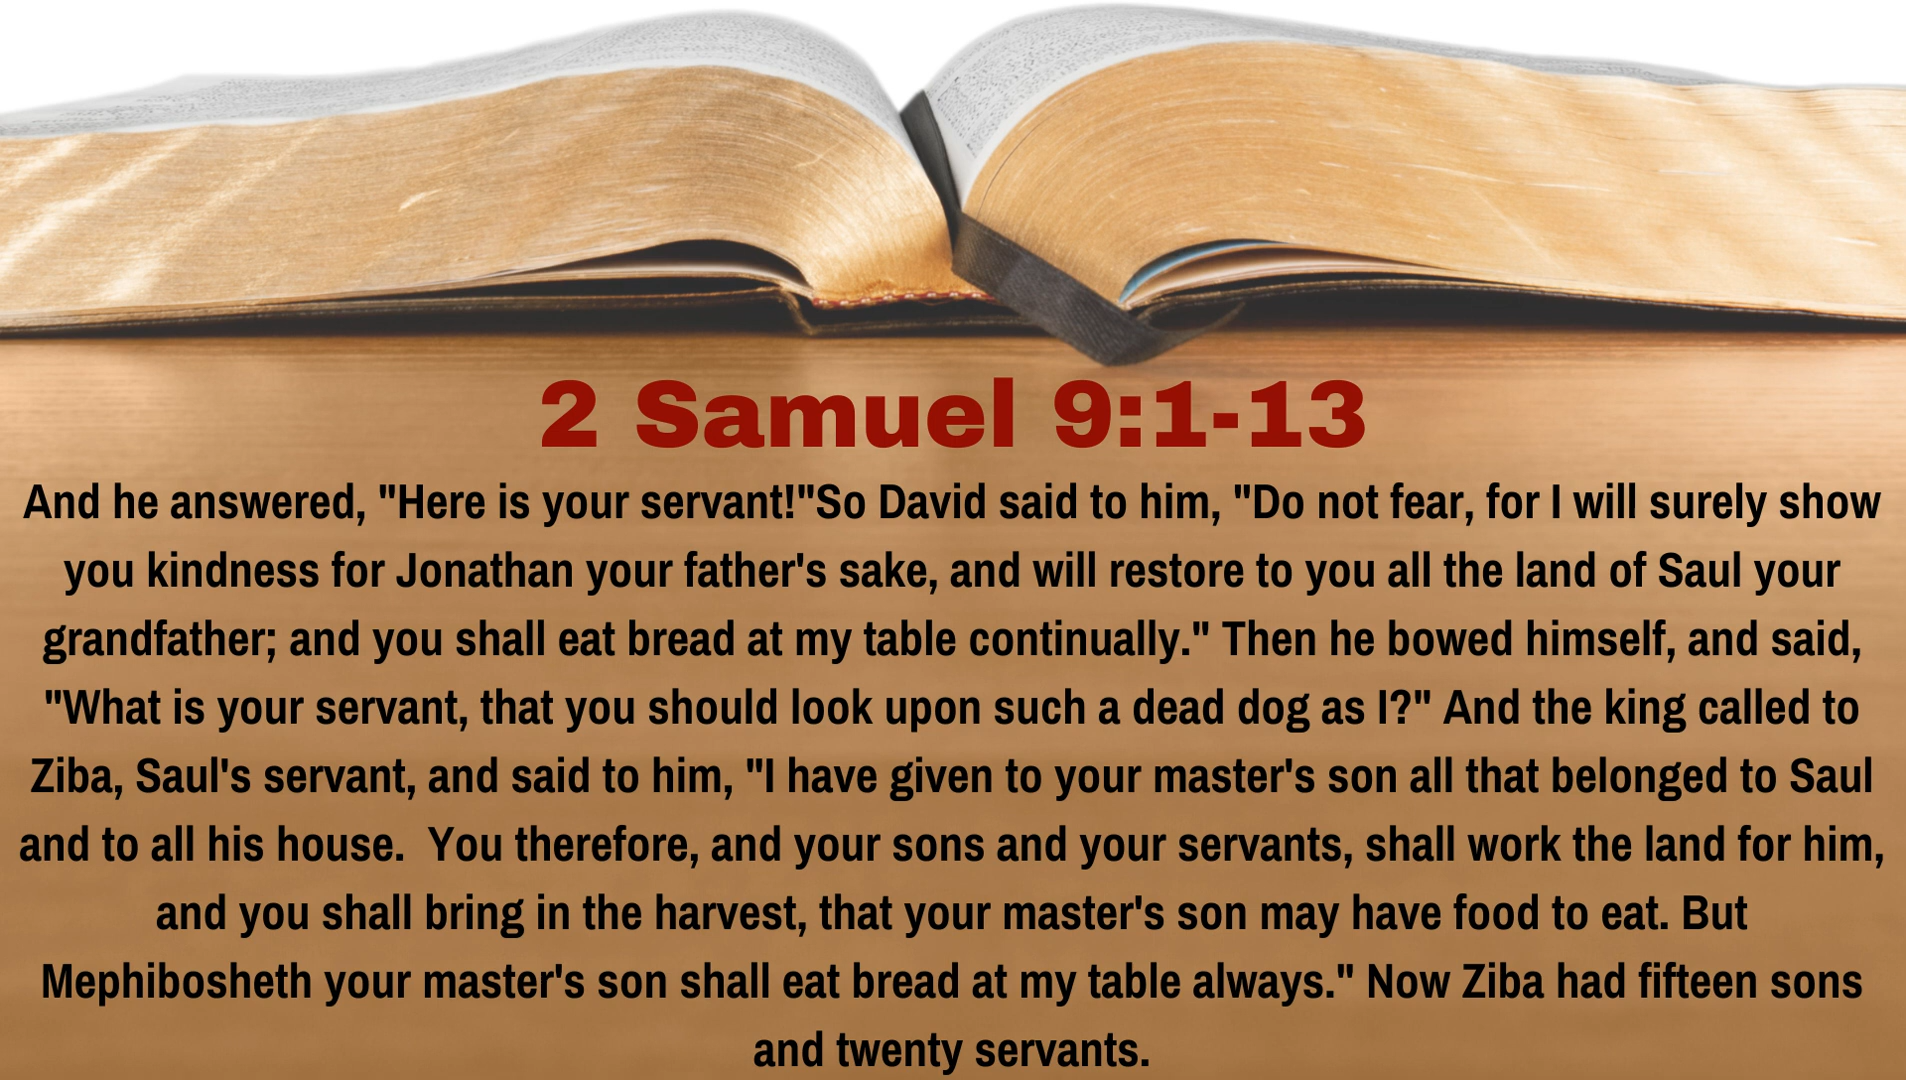 2 Samuel 9:1-13
And he answered, "Here is your servant!"So David said to him, "Do not fear, for I will surely show
you kindness for Jonathan your father's sake, and will restore to you all the land of Saul your
grandfather; and you shall eat bread at my table continually." Then he bowed himself, and said,
"What is your servant, that you should look upon such a dead dog as I?" And the king called to
Ziba, Saul's servant, and said to him, "I have given to your master's son all that belonged to Saul
and to all his house.  You therefore, and your sons and your servants, shall work the land for him,
and you shall bring in the harvest, that your master's son may have food to eat. But
Mephibosheth your master's son shall eat bread at my table always." Now Ziba had fifteen sons
and twenty servants.